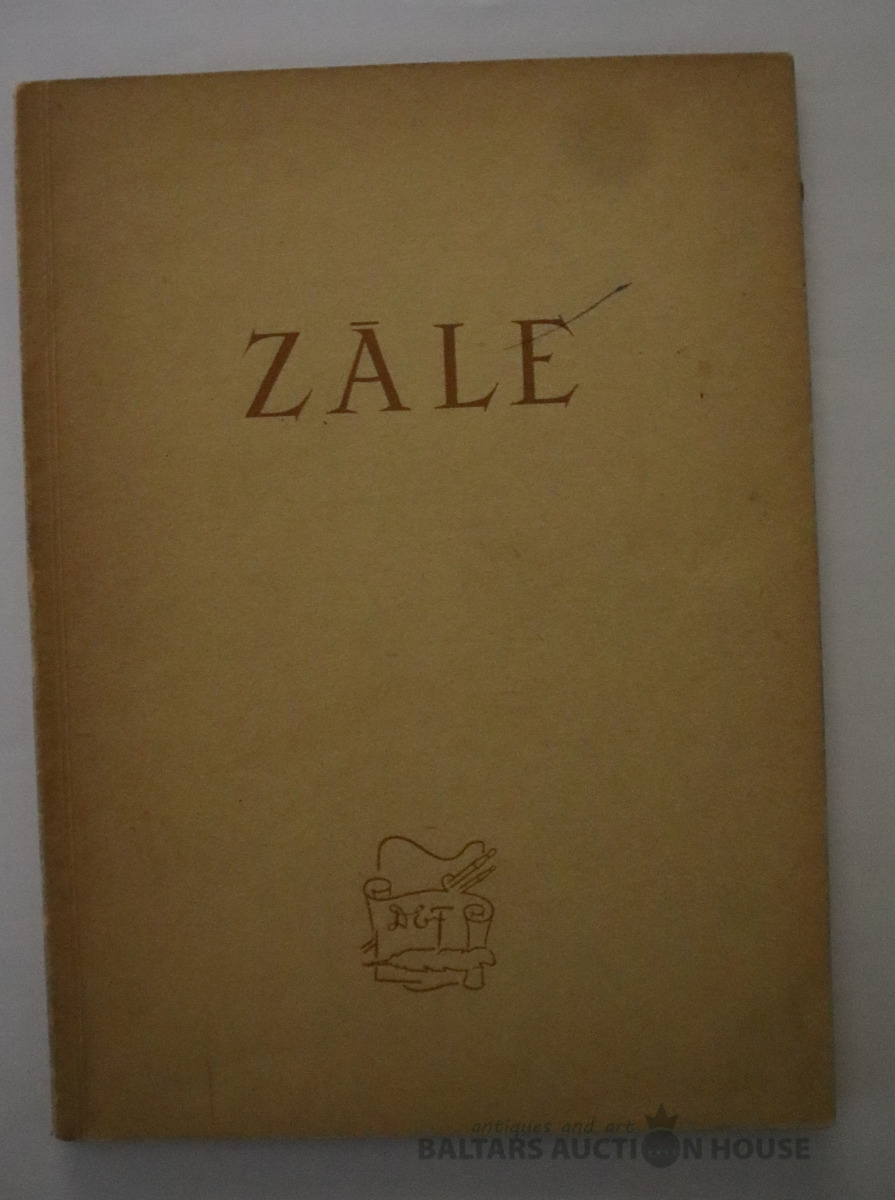 ZĀLE
DGF
antiques and art
BALTARS AUCTION HOUSE